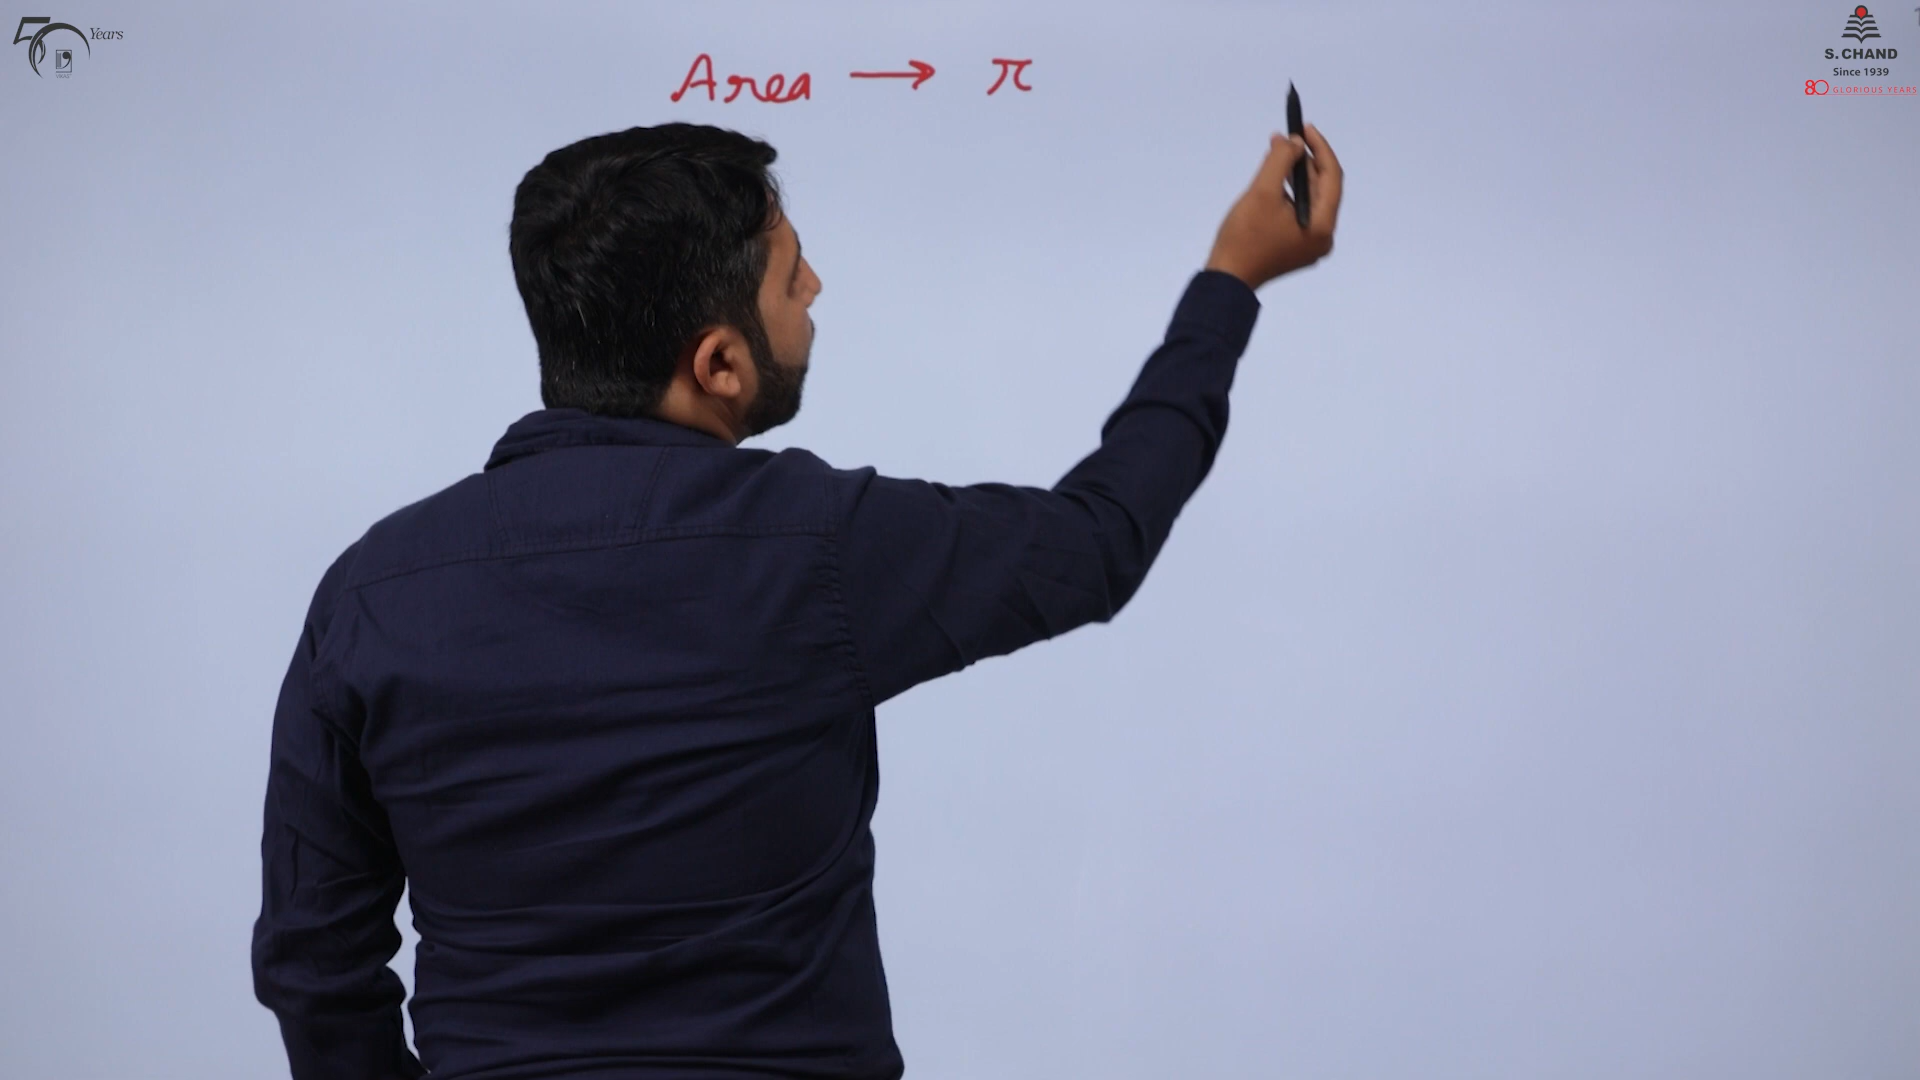 50 Years
Area → π
S. CHAND
Since 1939
80 GLORIOUS YEARS